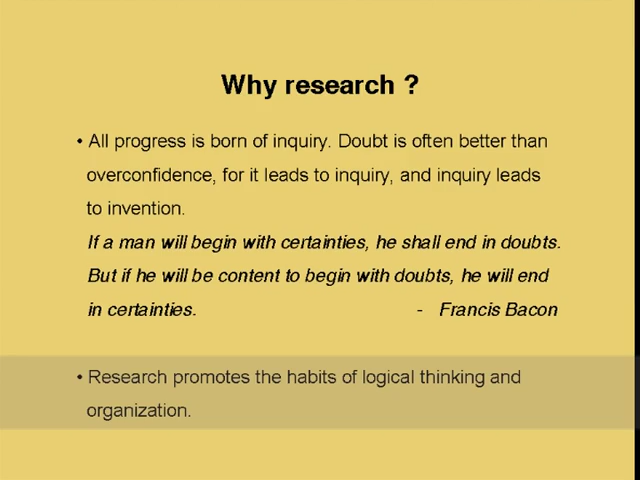 Why research ?
• All progress is born of inquiry. Doubt is often better than
overconfidence, for it leads to inquiry, and inquiry leads
to invention.
If a man will begin with certainties, he shall end in doubts.
But if he will be content to begin with doubts, he will end
in certainties. - Francis Bacon
• Research promotes the habits of logical thinking and
organization.